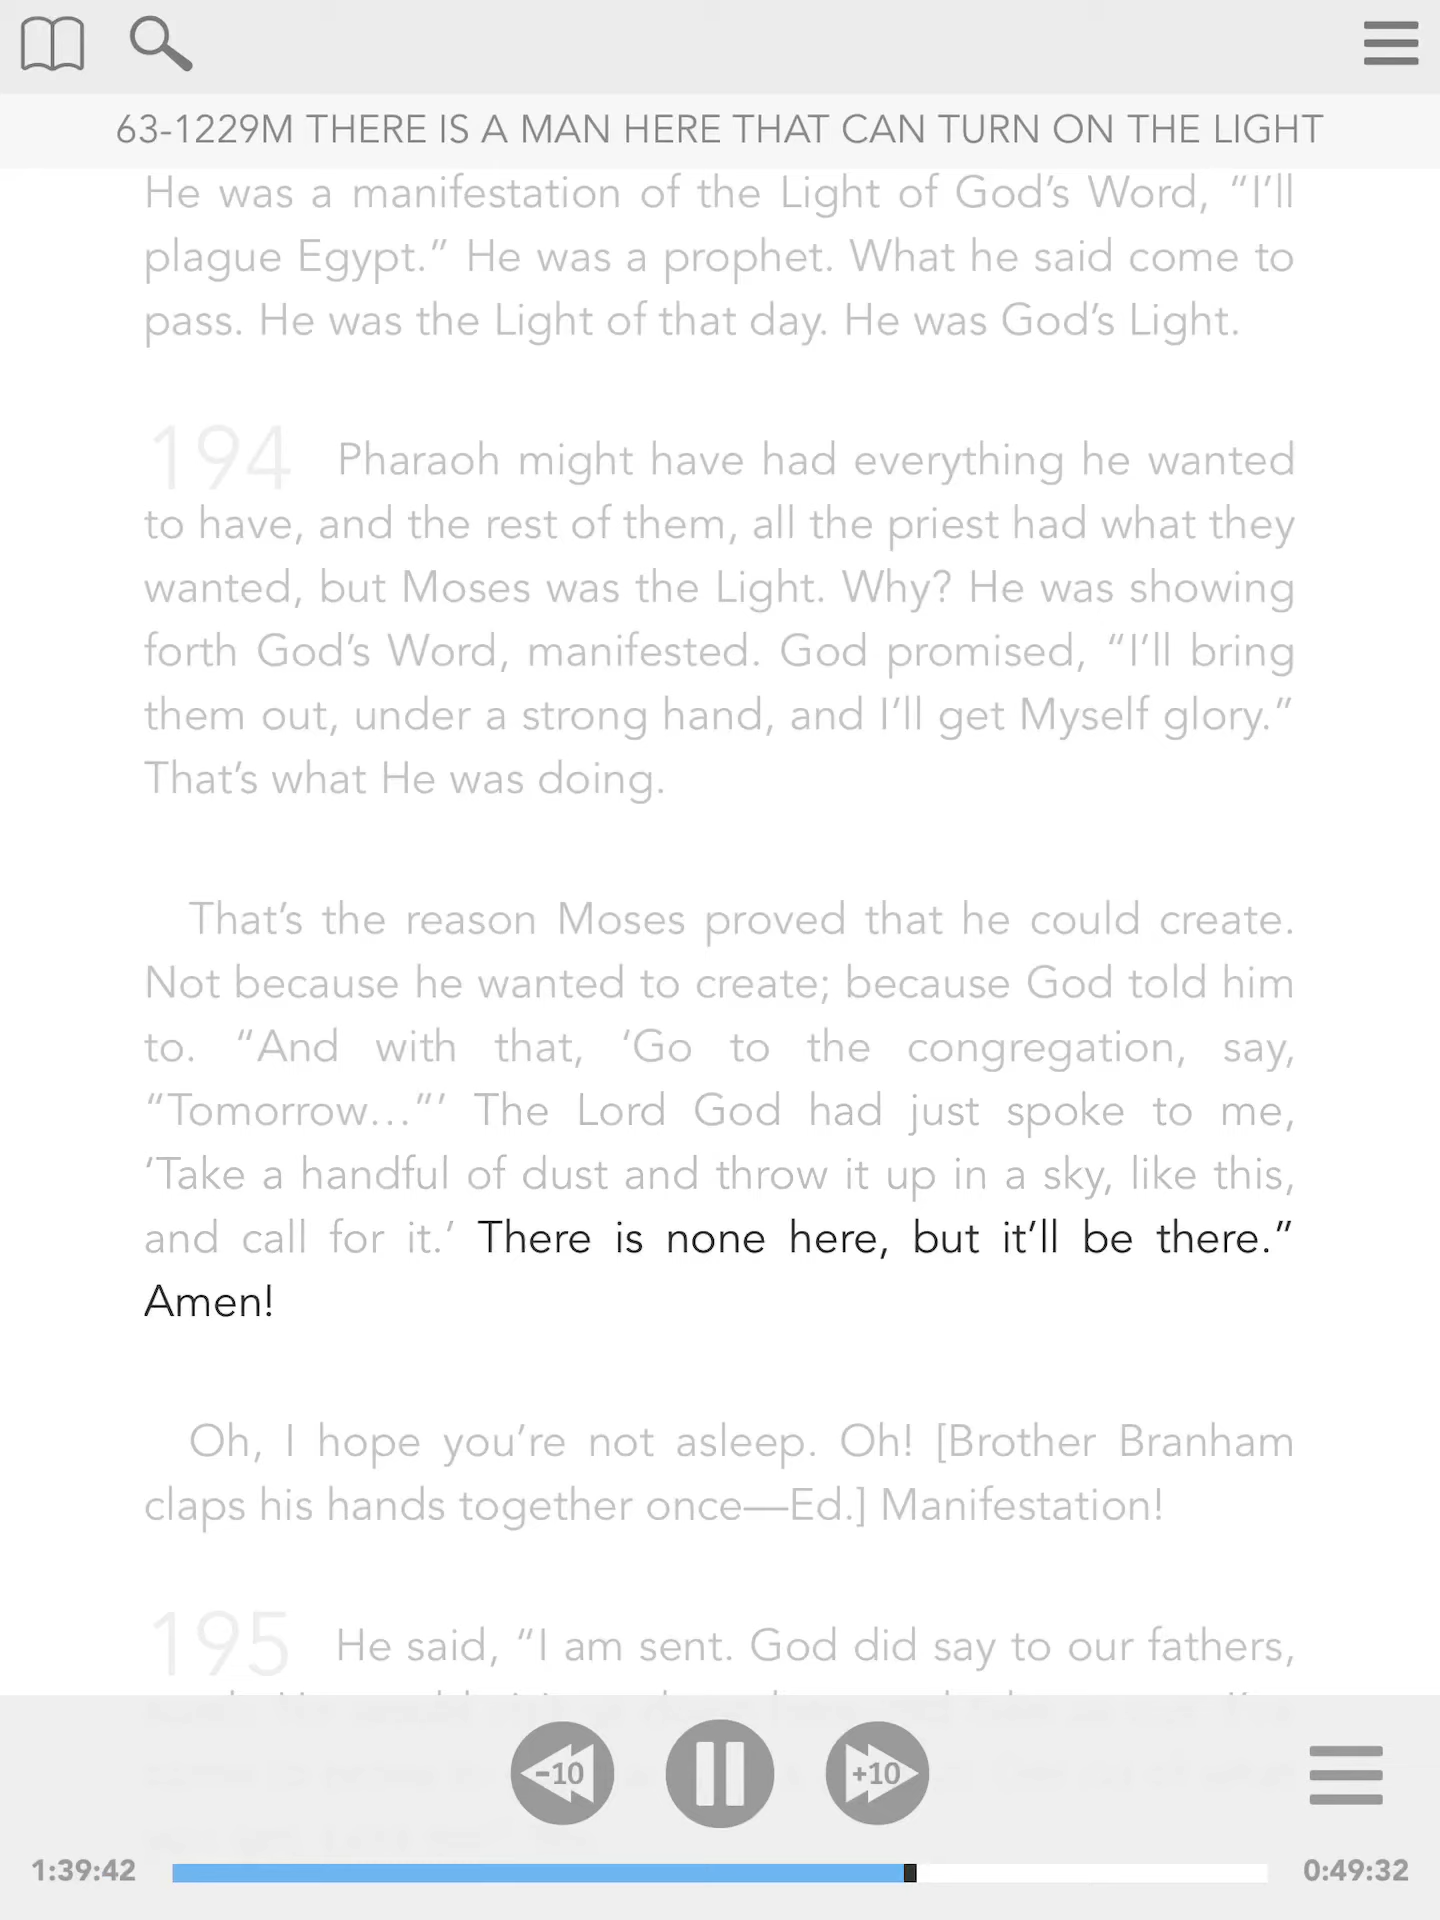 63-1229M THERE IS A MAN HERE THAT CAN TURN ON THE LIGHT
He was a manifestation of the Light of God’s Word, “I’ll
plague Egypt.” He was a prophet. What he said come to
pass. He was the Light of that day. He was God’s Light.
194 Pharaoh might have had everything he wanted
to have, and the rest of them, all the priest had what they
wanted, but Moses was the Light. Why? He was showing
forth God’s Word, manifested. God promised, “I’ll bring
them out, under a strong hand, and I’ll get Myself glory.”
That’s what He was doing.
That’s the reason Moses proved that he could create.
Not because he wanted to create; because God told him
to. “And with that, ‘Go to the congregation, say,
“Tomorrow…”’ The Lord God had just spoke to me,
‘Take a handful of dust and throw it up in a sky, like this,
and call for it.’ There is none here, but it’ll be there.”
Amen!
Oh, I hope you’re not asleep. Oh! [Brother Branham
claps his hands together once—Ed.] Manifestation!
195 He said, “I am sent. God did say to our fathers,
-10 +10
1:39:42 0:49:32